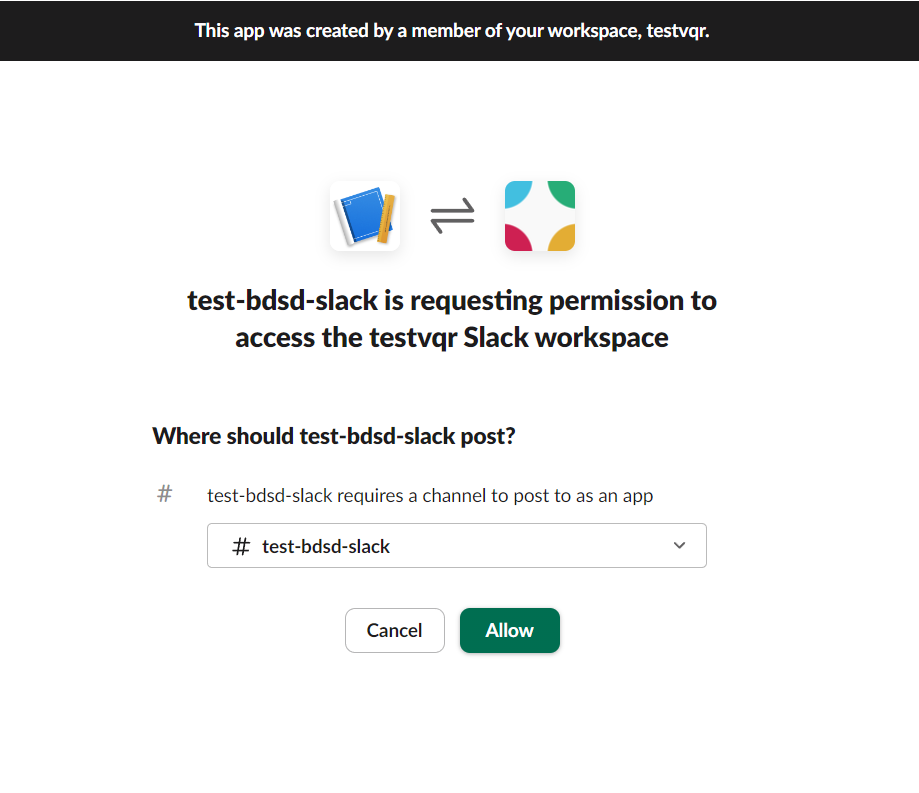 This app was created by a member of your workspace, testvqr.
test-bdsd-slack is requesting permission to
access the testvqr Slack workspace
Where should test-bdsd-slack post?
# test-bdsd-slack requires a channel to post to as an app
# test-bdsd-slack
Cancel Allow